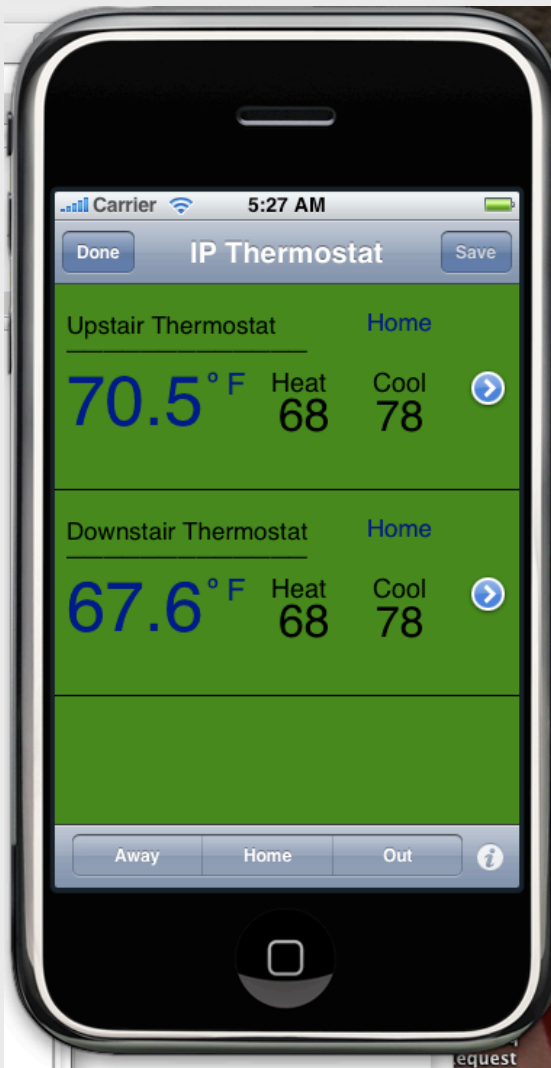 Carrier 5:27 AM
Done IP Thermostat Save
Upstair Thermostat Home
70.5° F Heat Cool
68 78
Downstair Thermostat Home
67.6° F Heat Cool
68 78
Away Home Out i
equest